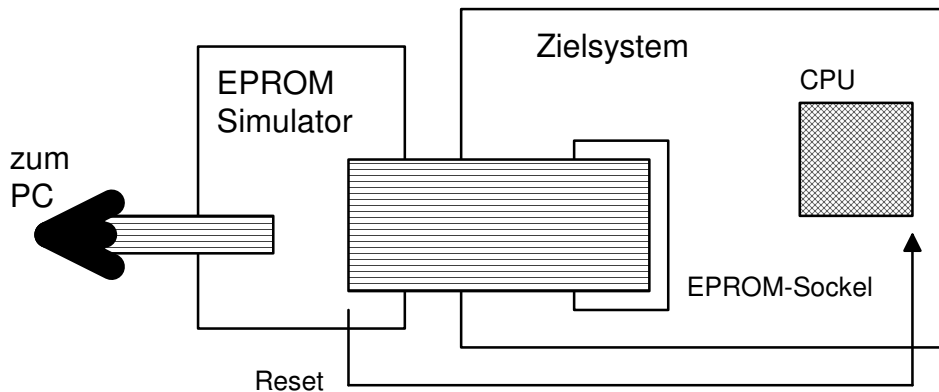 Zielsystem
EPROM
Simulator
CPU
zum
PC
EPROM-Sockel
Reset